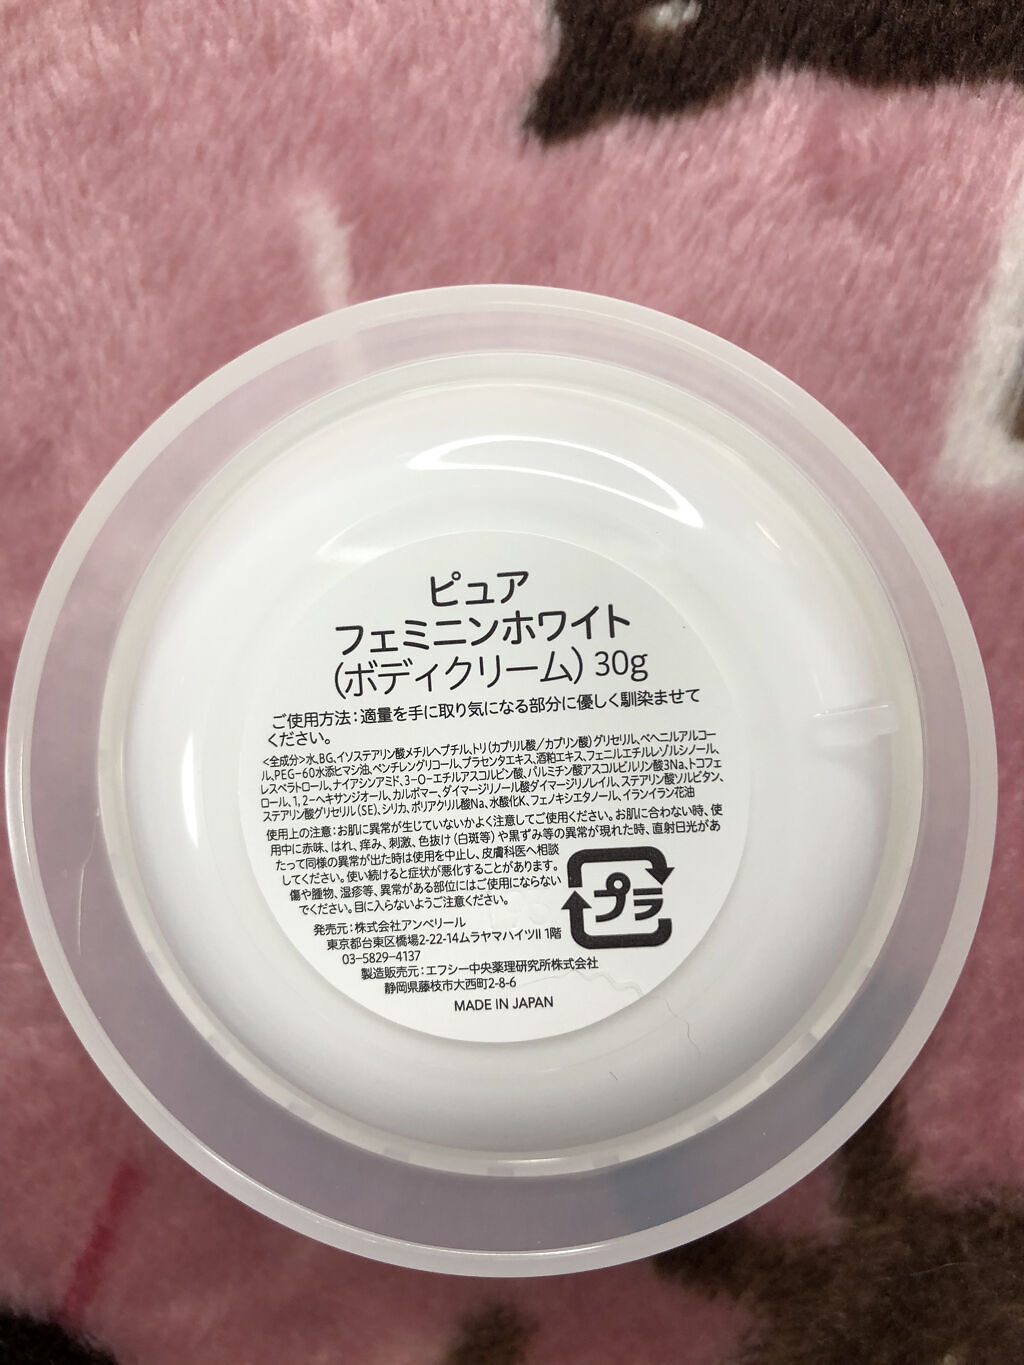 ピュア
フェミニンホワイト
(ボディクリーム) 30g
ご使用方法：適量を手に取り気になる部分に優しく馴染ませて
ください。
<全成分>水、BG、イソステアリン酸メチルヘプチル、トリ(カプリル酸/カプリン酸)グリセリル、ベヘニルアルコー
ル、PEG-60水添ヒマシ油、ペンチレングリコール、プラセンタエキス、酒粕エキス、フェニルエチルレゾルシノール、
レスベラトロール、ナイアシンアミド、3-O-エチルアスコルビン酸、パルミチン酸アスコルビルリン酸3Na、トコフェ
ロール、1,2-ヘキサンジオール、カルボマー、ダイマージリノール酸ダイマージリノレイル、ステアリン酸ソルビタン、
ステアリン酸グリセリル(SE)、シリカ、ポリアクリル酸Na、水酸化K、フェノキシエタノール、イランイラン花油
使用上の注意：お肌に異常が生じていないかよく注意してご使用ください。お肌に合わない時、使
用中に赤味、はれ、痒み、刺激、色抜け(白斑等)や黒ずみ等の異常が現れた時、直射日光があ
たって同様の異常が出た時は使用を中止し、皮膚科医へ相談
してください。使い続けると症状が悪化することがあります。
傷や腫物、湿疹等、異常がある部位にはご使用にならない
でください。目に入らないようご注意ください。
プラ
発売元：株式会社アンベリール
東京都台東区橋場2-22-14ムラヤマハイツII 1階
03-5829-4137
製造販売元：エフシー中央薬理研究所株式会社
静岡県藤枝市大西町2-8-6
MADE IN JAPAN